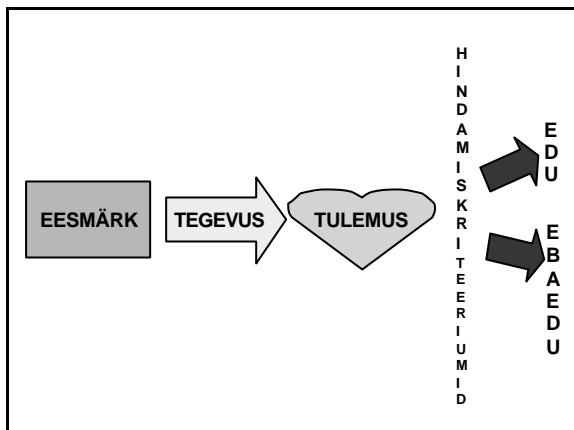 EESMÄRK
TEGEVUS
TULEMUS
HINDAMISKRITEERIUMID
EDU
EBAEDU